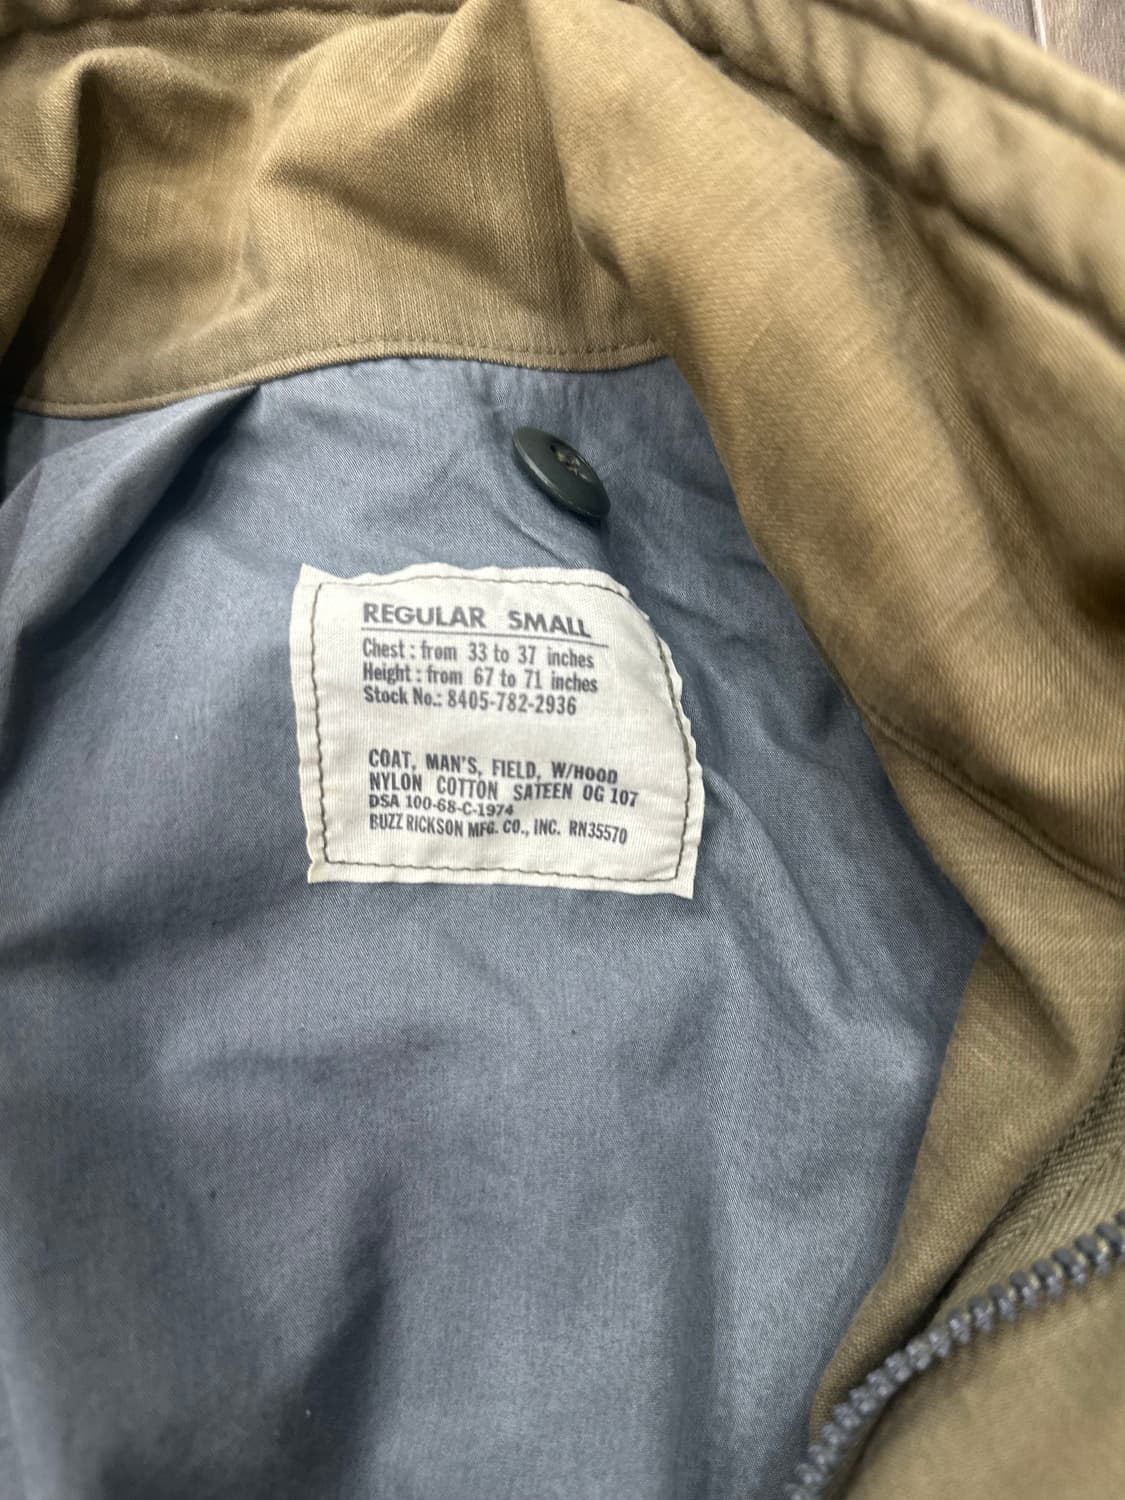 REGULAR SMALL
Chest : from 33 to 37 inches
Height : from 67 to 71 inches
Stock No.: 8405-782-2936
COAT, MAN'S, FIELD, W/HOOD
NYLON COTTON SATEEN OG 107
DSA 100-68-C-1974
BUZZ RICKSON MFG. CO., INC. RN35570